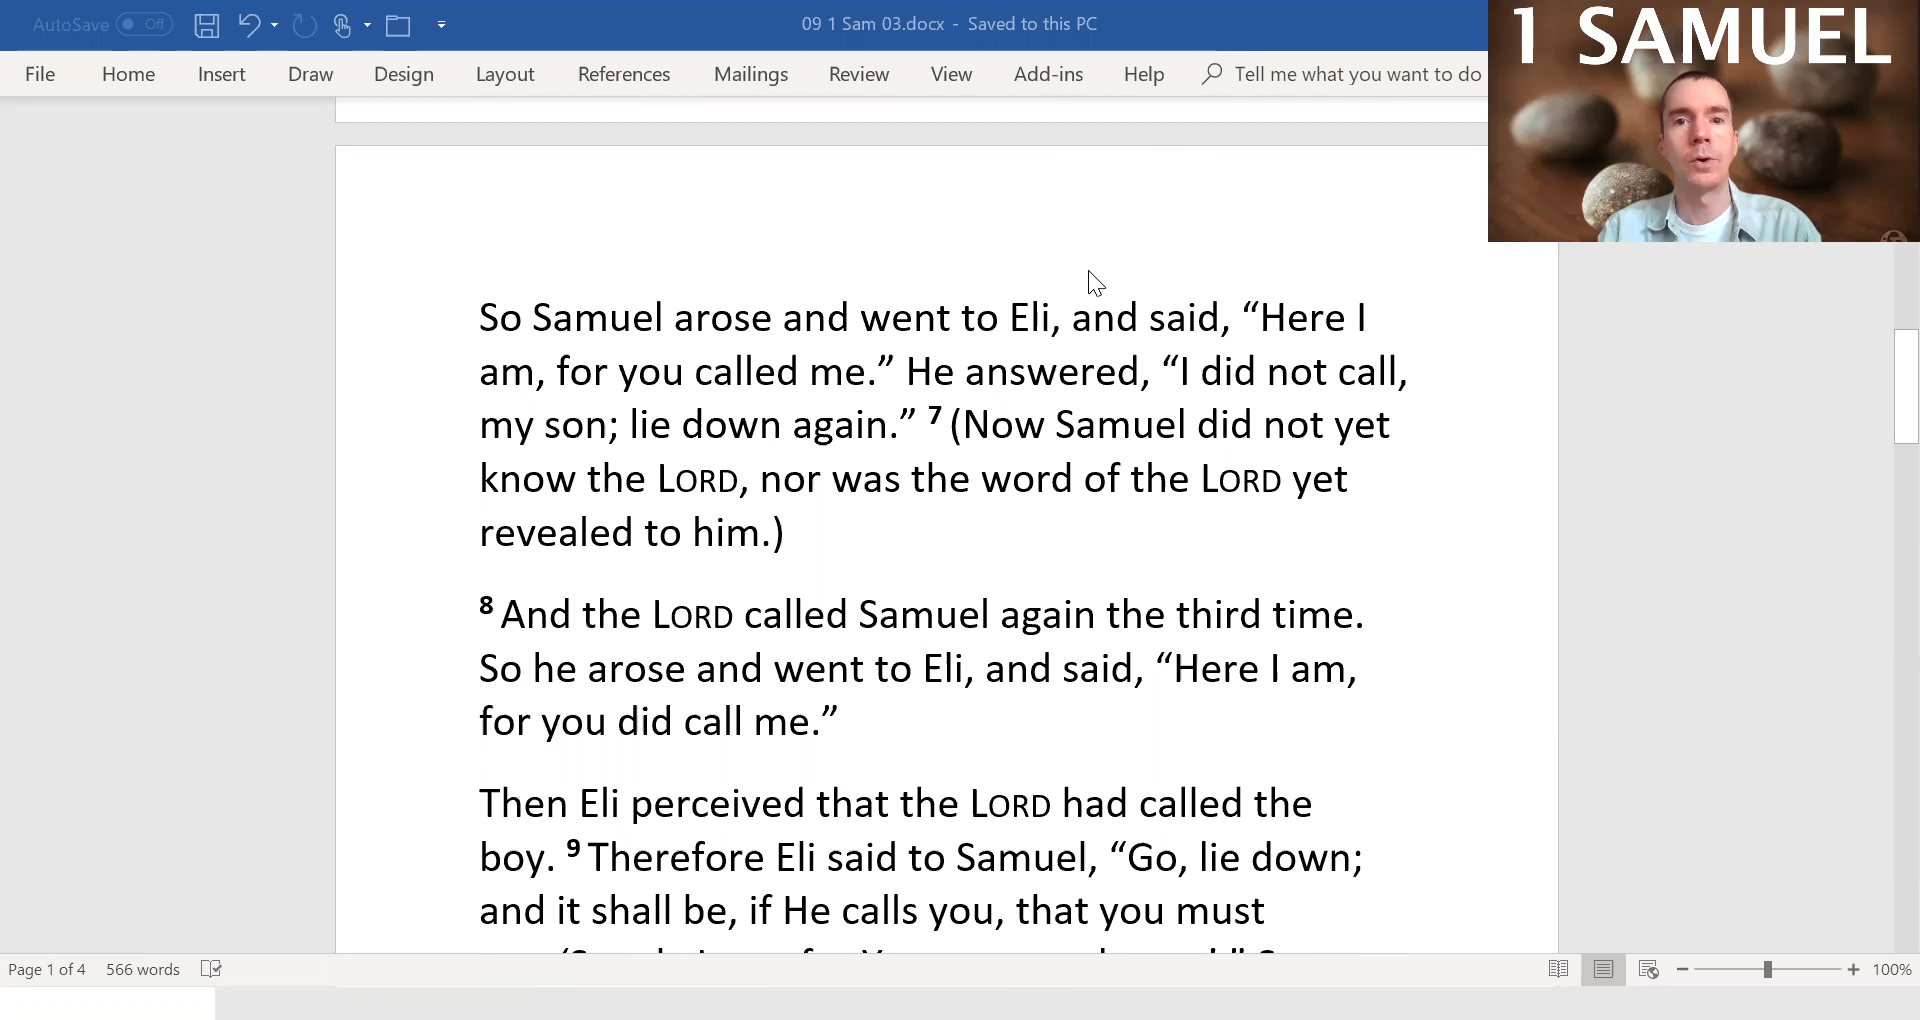 AutoSave Off
09 1 Sam 03.docx - Saved to this PC
1 SAMUEL
File Home Insert Draw Design Layout References Mailings Review View Add-ins Help Tell me what you want to do
So Samuel arose and went to Eli, and said, “Here I
am, for you called me.” He answered, “I did not call,
my son; lie down again.” 7 (Now Samuel did not yet
know the LORD, nor was the word of the LORD yet
revealed to him.)
8 And the LORD called Samuel again the third time.
So he arose and went to Eli, and said, “Here I am,
for you did call me.”
Then Eli perceived that the LORD had called the
boy. 9 Therefore Eli said to Samuel, “Go, lie down;
and it shall be, if He calls you, that you must
Page 1 of 4 566 words
100%